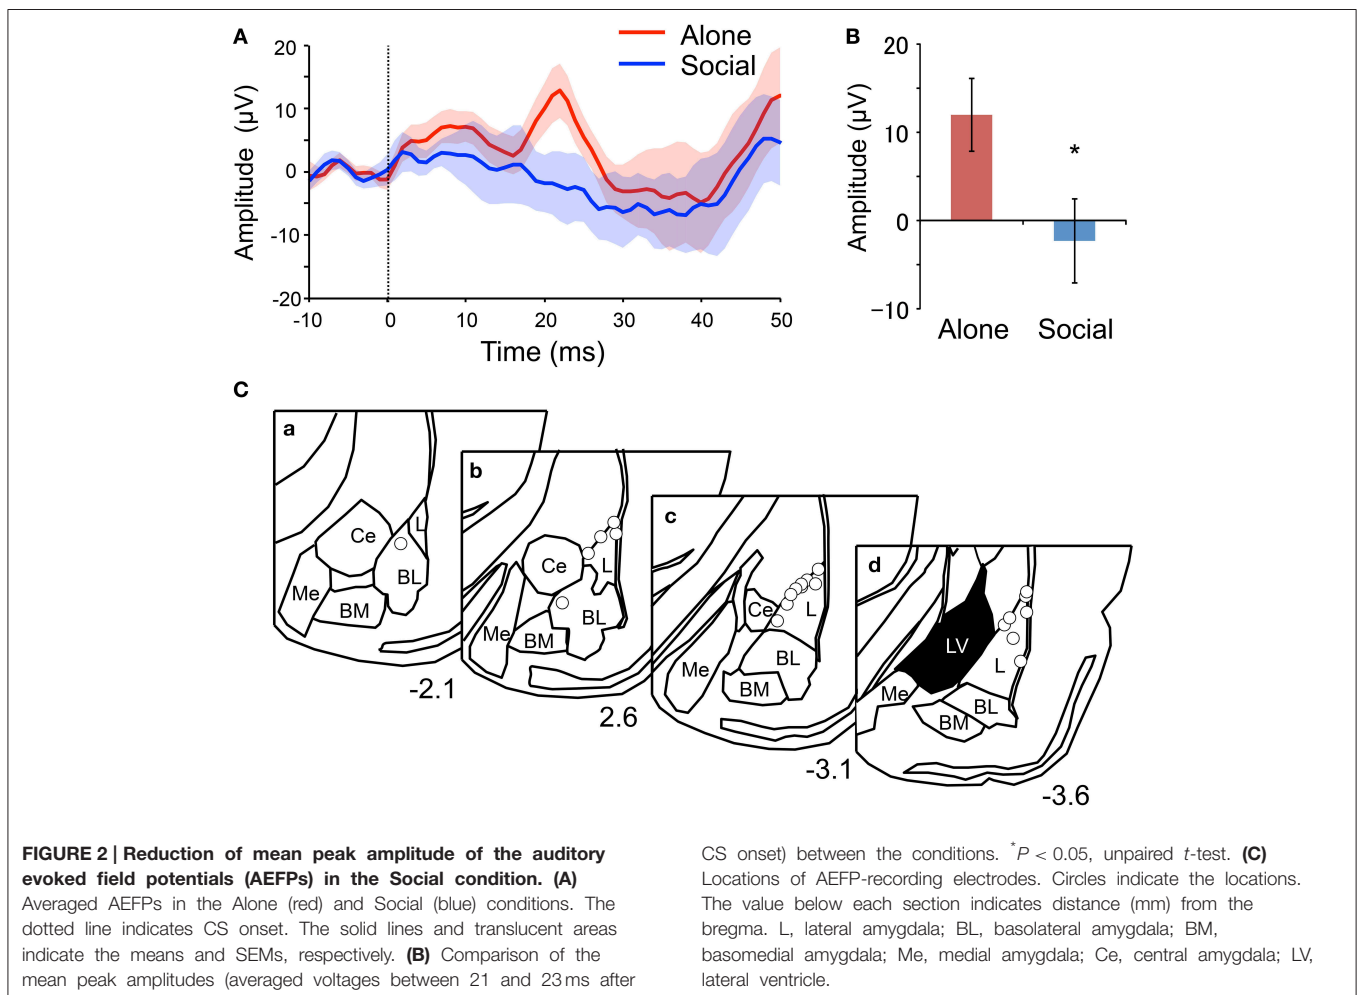 A
Alone
Social
20
10
0
-10
-20
Amplitude (μV)
-10
0
10
20
30
40
50
Time (ms)
B
20
10
0
−10
Amplitude (μV)
*
Alone
Social
C
a
Ce
L
BL
Me
BM
-2.1
b
Ce
L
BL
Me
BM
2.6
c
Ce
L
BL
Me
BM
-3.1
d
LV
L
Me
BL
BM
-3.6
FIGURE 2 | Reduction of mean peak amplitude of the auditory
evoked field potentials (AEFPs) in the Social condition. (A)
Averaged AEFPs in the Alone (red) and Social (blue) conditions. The
dotted line indicates CS onset. The solid lines and translucent areas
indicate the means and SEMs, respectively. (B) Comparison of the
mean peak amplitudes (averaged voltages between 21 and 23 ms after
CS onset) between the conditions. *P < 0.05, unpaired t-test. (C)
Locations of AEFP-recording electrodes. Circles indicate the locations.
The value below each section indicates distance (mm) from the
bregma. L, lateral amygdala; BL, basolateral amygdala; BM,
basomedial amygdala; Me, medial amygdala; Ce, central amygdala; LV,
lateral ventricle.